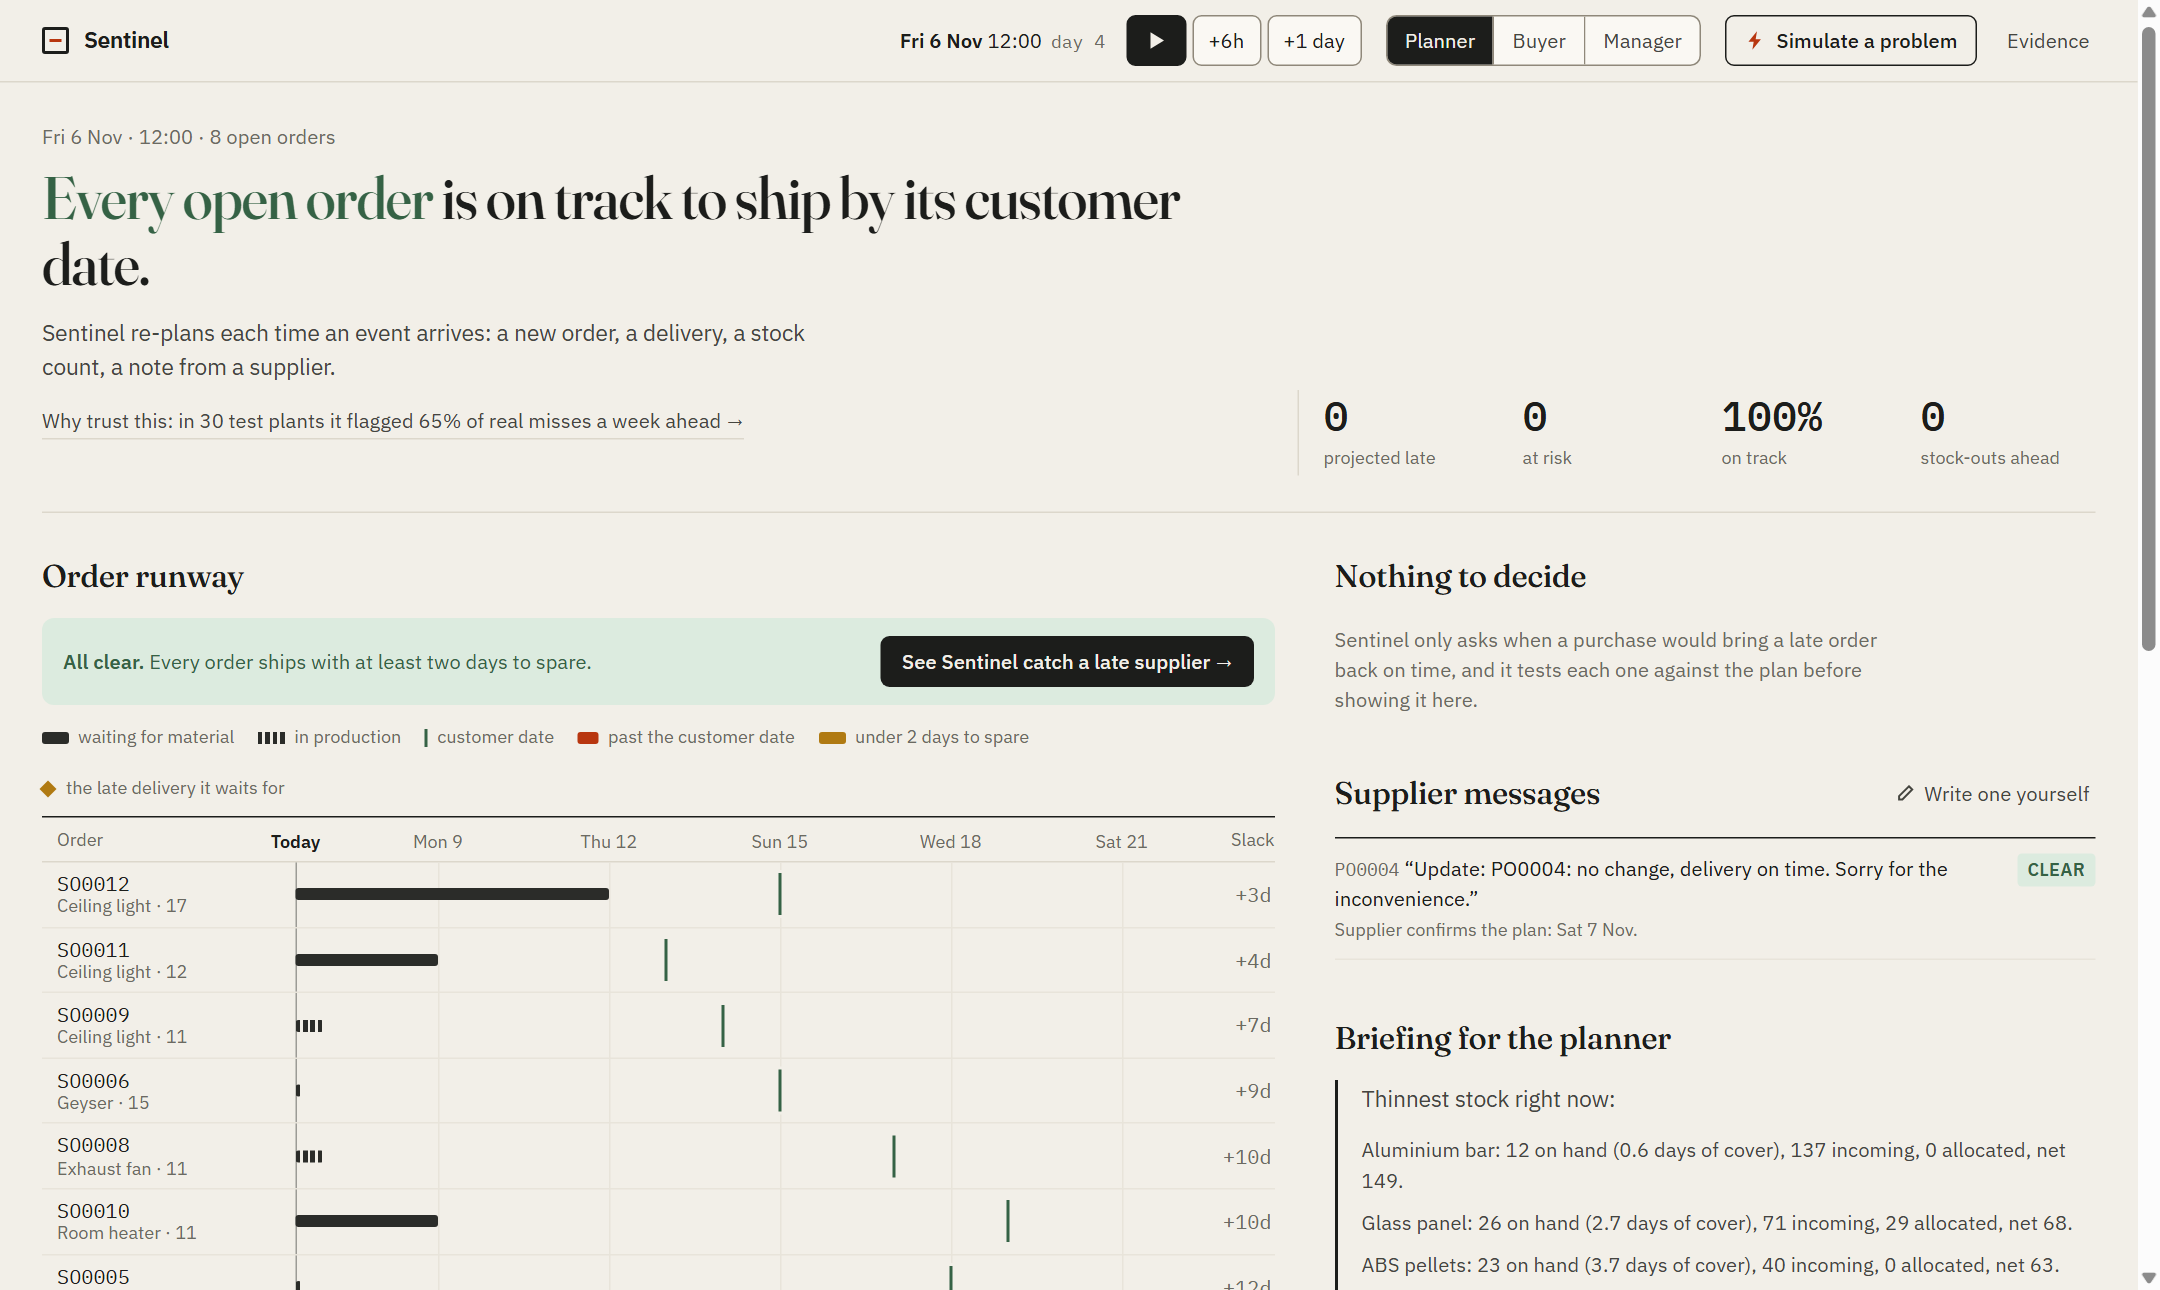 Sentinel
Fri 6 Nov 12:00 day 4
+6h
+1 day
Planner
Buyer
Manager
Simulate a problem
Evidence
Fri 6 Nov · 12:00 · 8 open orders
Every open order is on track to ship by its customer
date.
Sentinel re-plans each time an event arrives: a new order, a delivery, a stock
count, a note from a supplier.
Why trust this: in 30 test plants it flagged 65% of real misses a week ahead →
0
projected late
0
at risk
100%
on track
0
stock-outs ahead
Order runway
All clear. Every order ships with at least two days to spare.
See Sentinel catch a late supplier →
waiting for material
in production
customer date
past the customer date
under 2 days to spare
the late delivery it waits for
Order Today Mon 9 Thu 12 Sun 15 Wed 18 Sat 21 Slack
SO0012
Ceiling light · 17
+3d
SO0011
Ceiling light · 12
+4d
SO0009
Ceiling light · 11
+7d
SO0006
Geyser · 15
+9d
SO0008
Exhaust fan · 11
+10d
SO0010
Room heater · 11
+10d
SO0005
+12d
Nothing to decide
Sentinel only asks when a purchase would bring a late order
back on time, and it tests each one against the plan before
showing it here.
Supplier messages
Write one yourself
PO0004 “Update: PO0004: no change, delivery on time. Sorry for the
inconvenience.”
CLEAR
Supplier confirms the plan: Sat 7 Nov.
Briefing for the planner
Thinnest stock right now:
Aluminium bar: 12 on hand (0.6 days of cover), 137 incoming, 0 allocated, net
149.
Glass panel: 26 on hand (2.7 days of cover), 71 incoming, 29 allocated, net 68.
ABS pellets: 23 on hand (3.7 days of cover), 40 incoming, 0 allocated, net 63.